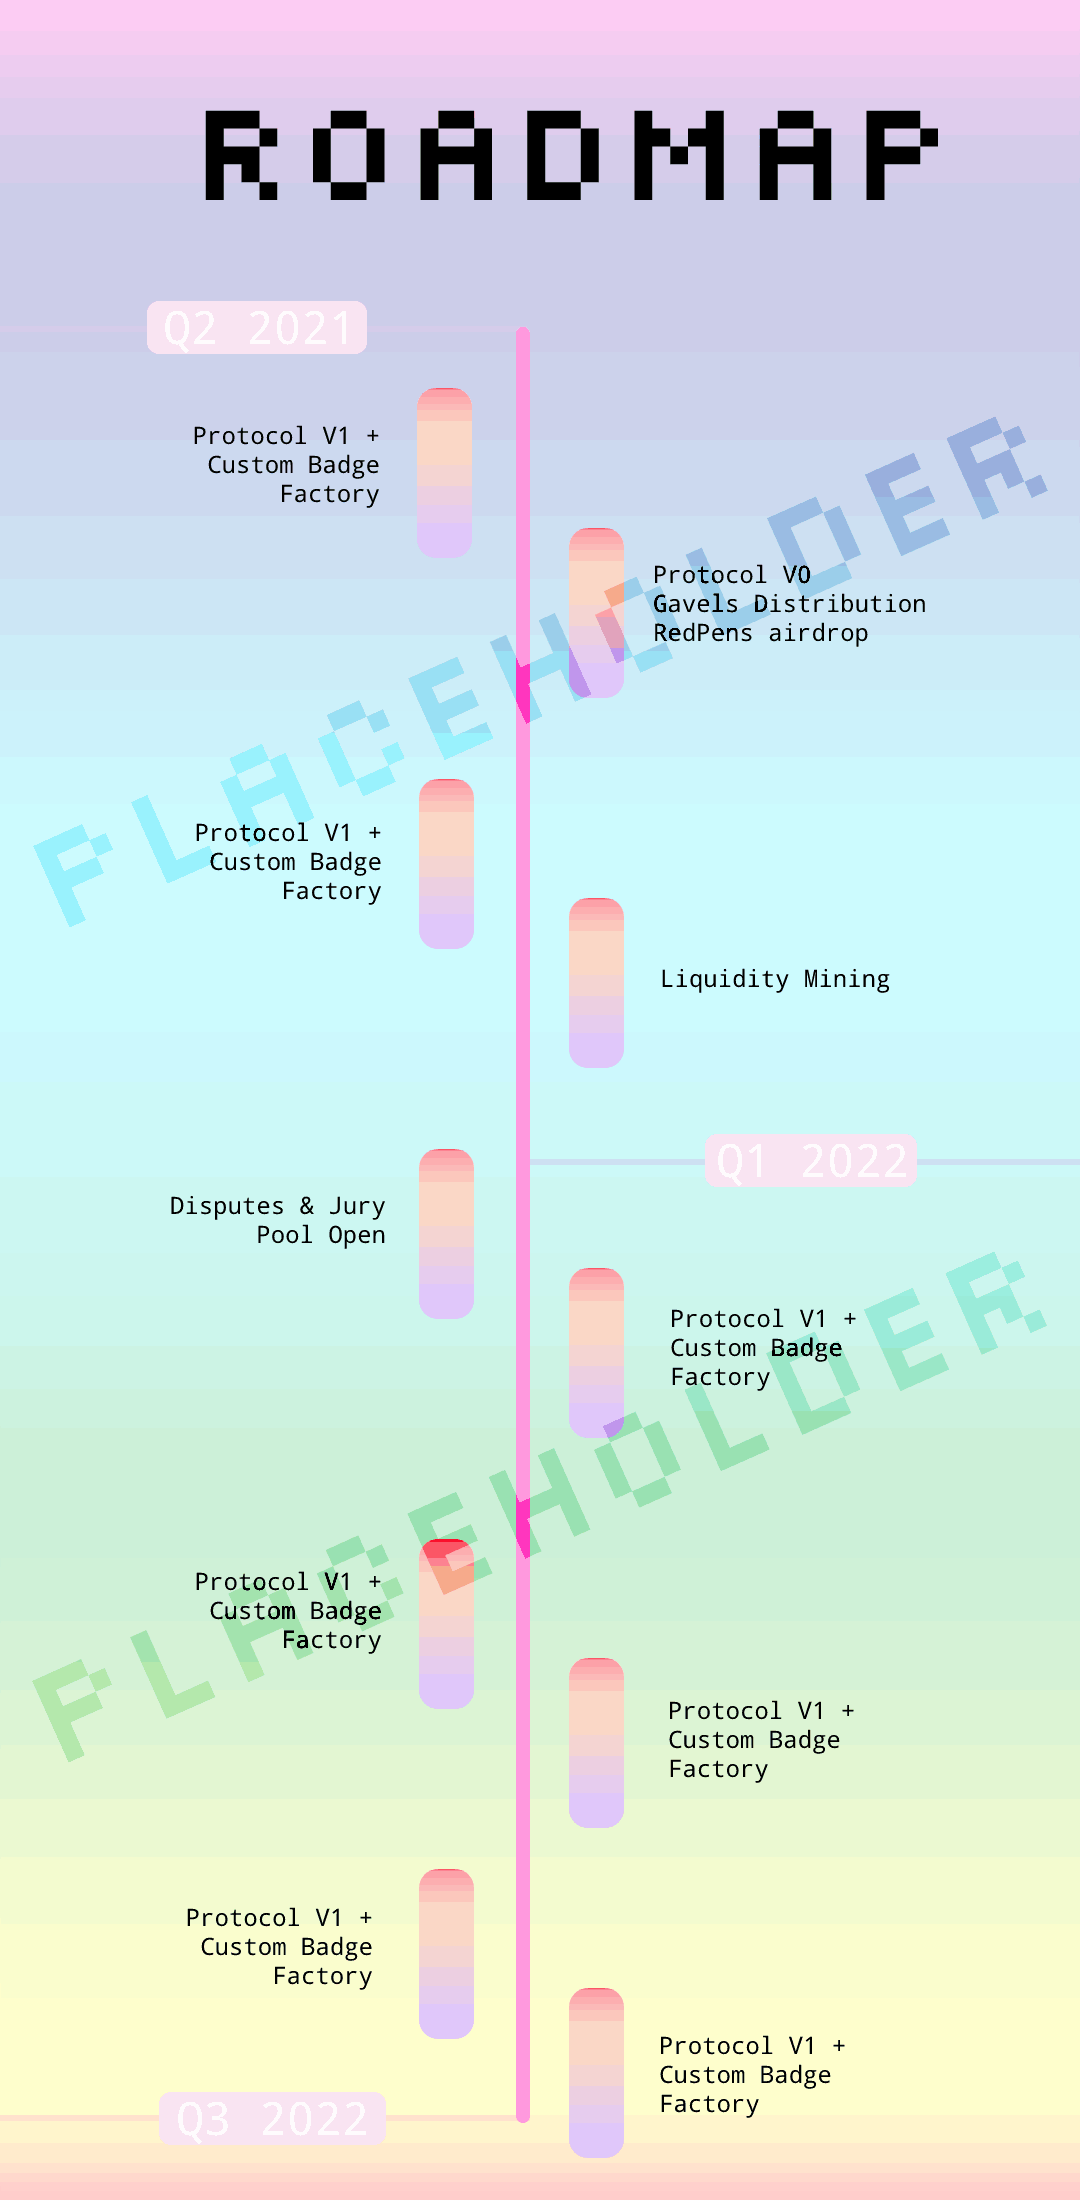 ROADMAP
Q2 2021
Protocol V1 +
Custom Badge
Factory
Protocol V0
Gavels Distribution
RedPens airdrop
PLACEHOLDER
Protocol V1 +
Custom Badge
Factory
Liquidity Mining
Q1 2022
Disputes & Jury
Pool Open
Protocol V1 +
Custom Badge
Factory
PLACEHOLDER
Protocol V1 +
Custom Badge
Factory
Protocol V1 +
Custom Badge
Factory
Protocol V1 +
Custom Badge
Factory
Protocol V1 +
Custom Badge
Factory
Q3 2022